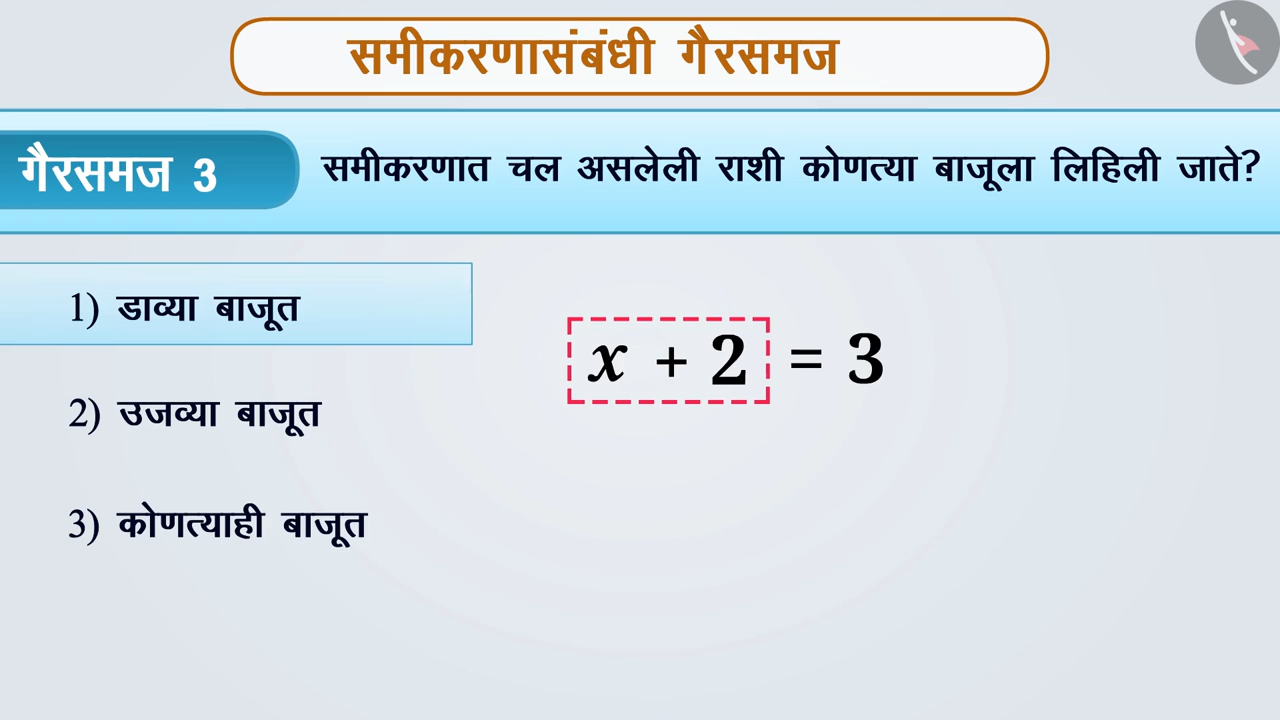 समीकरणासंबंधी गैरसमज
गैरसमज 3
समीकरणात चल असलेली राशी कोणत्या बाजूला लिहिली जाते?
1) डाव्या बाजूत
x + 2 = 3
2) उजव्या बाजूत
3) कोणत्याही बाजूत